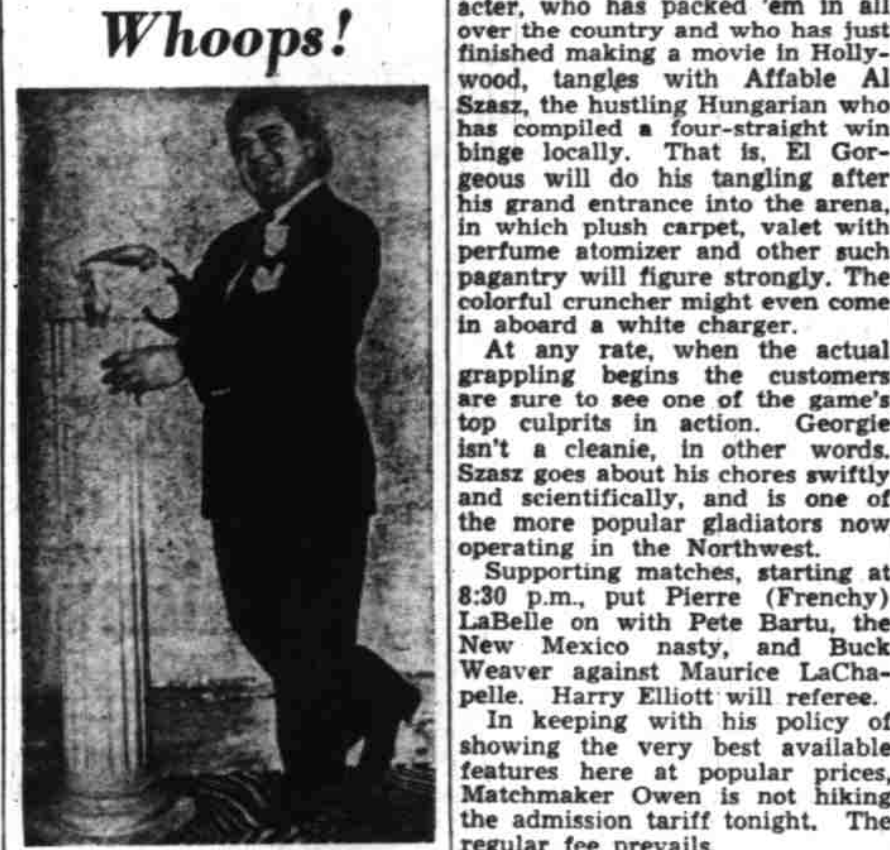 Whoops!
acter, who has packed 'em in all
over the country and who has just
finished making a movie in Holly-
wood, tangles with Affable Al
Szasz, the hustling Hungarian who
has compiled a four-straight win
binge locally. That is, El Gor-
geous will do his tangling after
his grand entrance into the arena,
in which plush carpet, valet with
perfume atomizer and other such
pagantry will figure strongly. The
colorful cruncher might even come
in aboard a white charger.
At any rate, when the actual
grappling begins the customers
are sure to see one of the game's
top culprits in action. Georgie
isn't a cleanie, in other words.
Szasz goes about his chores swiftly
and scientifically, and is one of
the more popular gladiators now
operating in the Northwest.
Supporting matches, starting at
8:30 p.m., put Pierre (Frenchy)
LaBelle on with Pete Bartu, the
New Mexico nasty, and Buck
Weaver against Maurice LaCha-
pelle. Harry Elliott will referee.
In keeping with his policy of
showing the very best available
features here at popular prices,
Matchmaker Owen is not hiking
the admission tariff tonight. The
regular fee prevails.